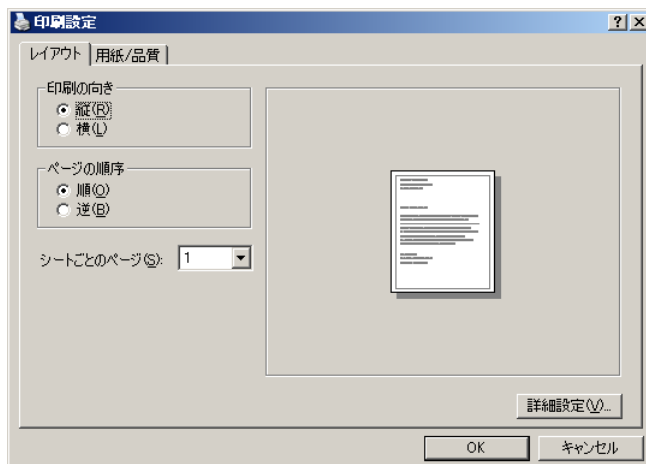 印刷設定
レイアウト 用紙/品質
印刷の向き
縦(R)
横(L)
ページの順序
順(O)
逆(B)
シートごとのページ(S): 1
詳細設定(V)...
OK キャンセル